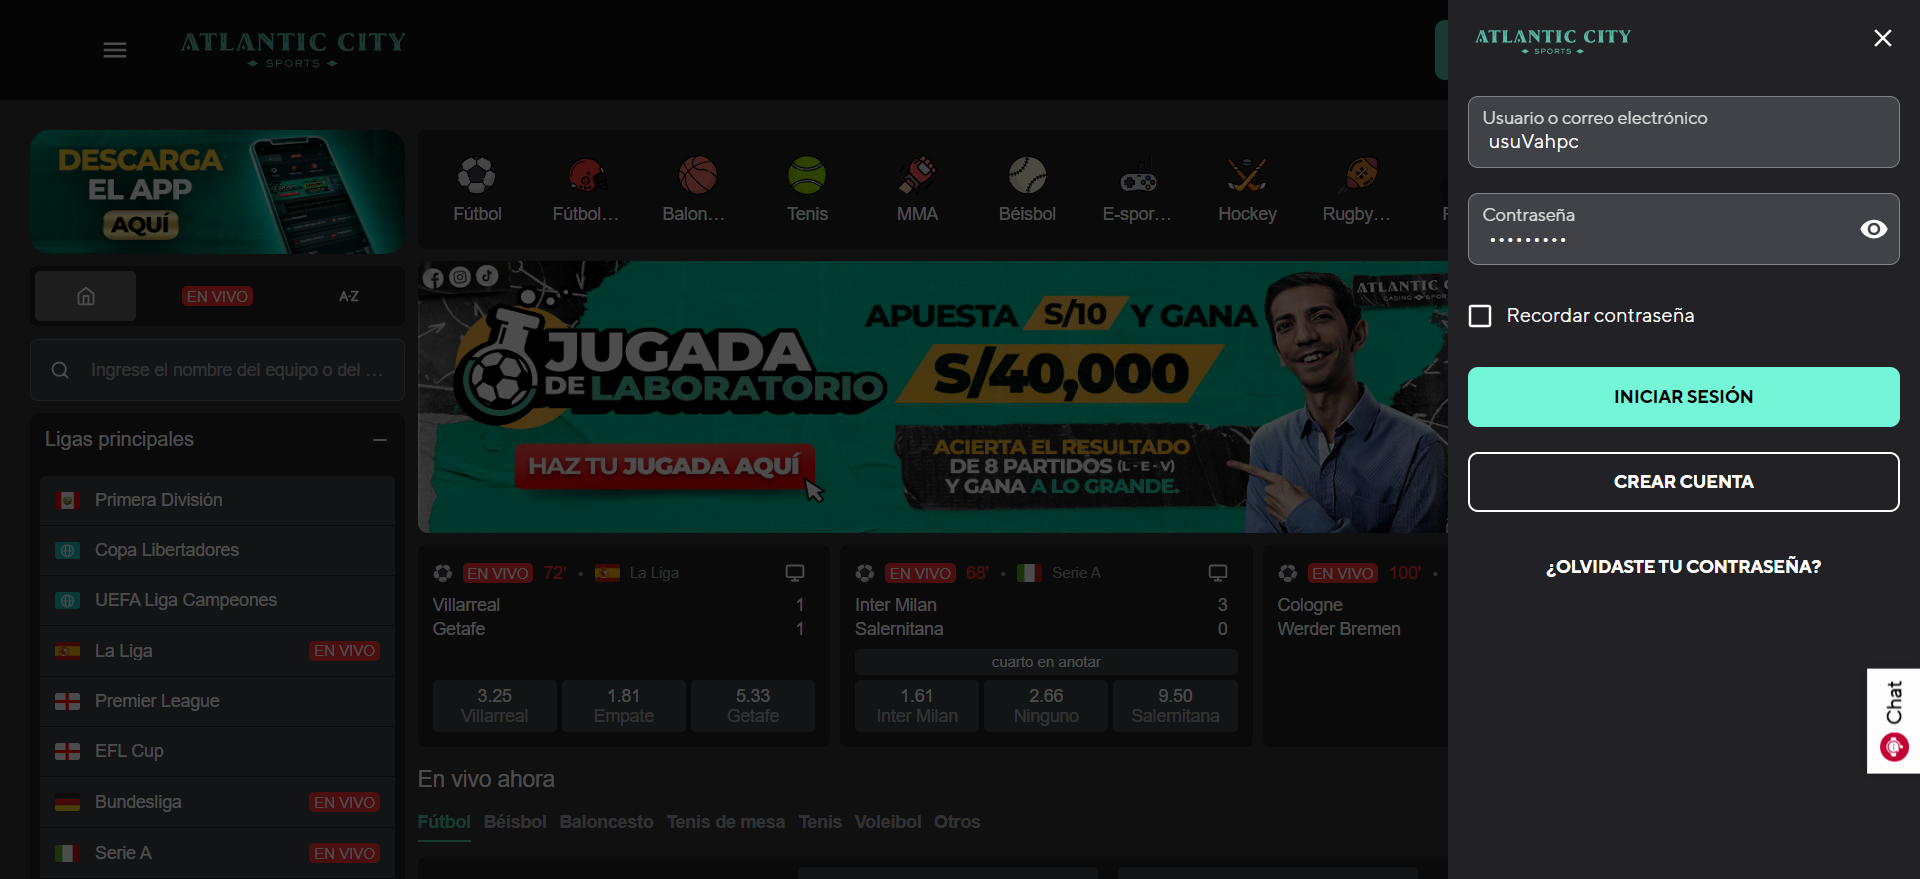 ATLANTIC CITY
SPORTS
DESCARGA
EL APP
AQUÍ
EN VIVO
A-Z
Ingrese el nombre del equipo o del ...
Ligas principales
Primera División
Copa Libertadores
UEFA Liga Campeones
La Liga
EN VIVO
Premier League
EFL Cup
Bundesliga
EN VIVO
Serie A
EN VIVO
Fútbol
Fútbol...
Balon...
Tenis
MMA
Béisbol
E-spor...
Hockey
Rugby...
JUGADA
DE LABORATORIO
HAZ TU JUGADA AQUÍ
APUESTA S/10 Y GANA
S/40,000
ACIERTA EL RESULTADO
DE 8 PARTIDOS (L - E - V)
Y GANA A LO GRANDE.
ATLANTIC C
EN VIVO 72' • La Liga
Villarreal 1
Getafe 1
3.25 1.81 5.33
Villarreal Empate Getafe
EN VIVO 68' • Serie A
Inter Milan 3
Salernitana 0
cuarto en anotar
1.61 2.66 9.50
Inter Milan Ninguno Salernitana
EN VIVO 100' •
Cologne
Werder Bremen
En vivo ahora
Fútbol Béisbol Baloncesto Tenis de mesa Tenis Voleibol Otros
ATLANTIC CITY
SPORTS
Usuario o correo electrónico
usuVahpc
Contraseña
•••••••••
Recordar contraseña
INICIAR SESIÓN
CREAR CUENTA
¿OLVIDASTE TU CONTRASEÑA?
Chat